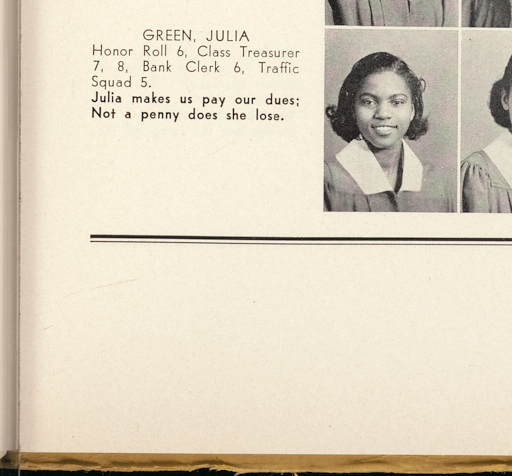 GREEN, JULIA
Honor Roll 6, Class Treasurer
7, 8, Bank Clerk 6, Traffic
Squad 5.
Julia makes us pay our dues;
Not a penny does she lose.